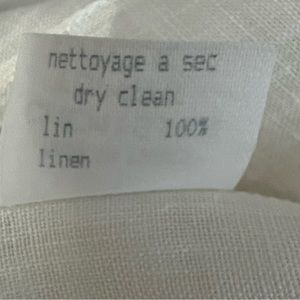 nettoyage a sec
dry clean
lin 100%
linen